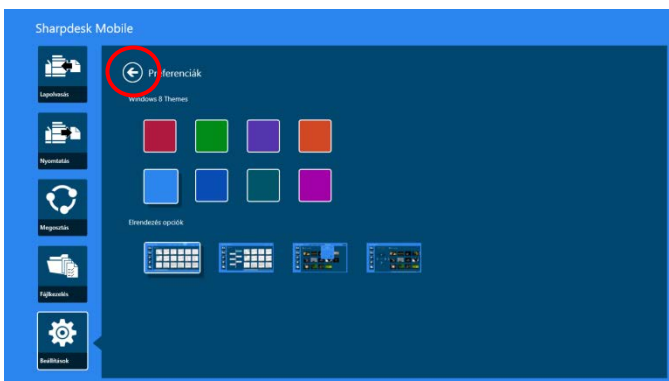 Sharpdesk Mobile
Preferenciák
Windows 8 Themes
Elrendezés opciók
Lapolvasás
Nyomtatás
Megosztás
Fájlkezelés
Beállítások